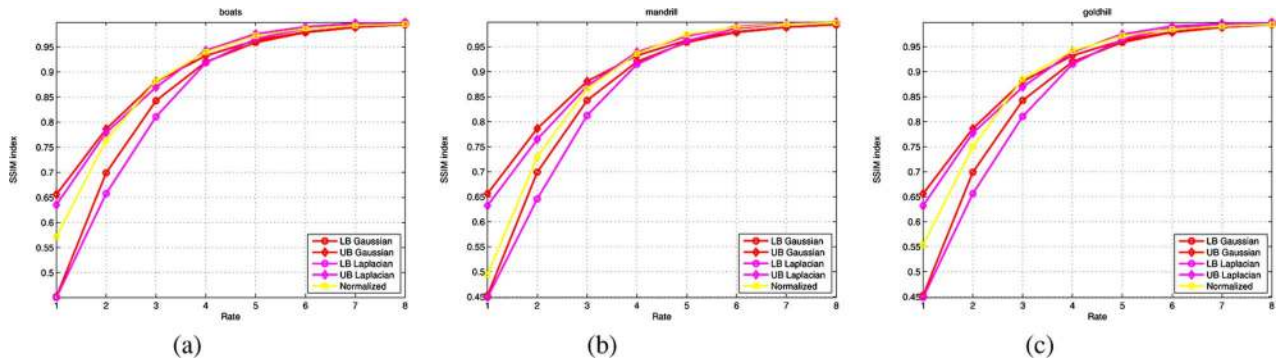 boats
SSIM index
0.95
0.9
0.85
0.8
0.75
0.7
0.65
0.6
0.55
0.5
1 2 3 4 5 6 7 8
Rate
LB Gaussian
UB Gaussian
LB Laplacian
UB Laplacian
Normalized
(a)
mandrill
SSIM index
0.95
0.9
0.85
0.8
0.75
0.7
0.65
0.6
0.55
0.5
0.45
1 2 3 4 5 6 7 8
Rate
LB Gaussian
UB Gaussian
LB Laplacian
UB Laplacian
Normalized
(b)
goldhill
SSIM index
0.95
0.9
0.85
0.8
0.75
0.7
0.65
0.6
0.55
0.5
0.45
1 2 3 4 5 6 7 8
Rate
LB Gaussian
UB Gaussian
LB Laplacian
UB Laplacian
Normalized
(c)